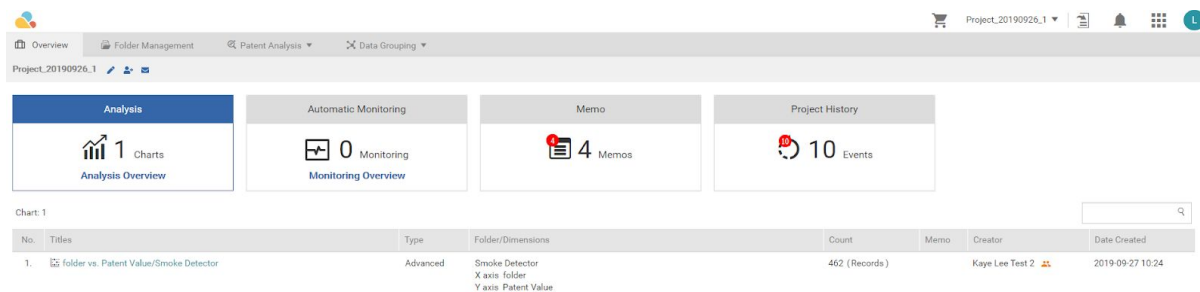 Project_20190926_1 ▼ L
Overview Folder Management Patent Analysis ▼ Data Grouping ▼
Project_20190926_1
Analysis Automatic Monitoring Memo Project History
1 Charts 0 Monitoring 4 4 Memos 10 10 Events
Analysis Overview Monitoring Overview
Chart: 1
No. Titles Type Folder/Dimensions Count Memo Creator Date Created
1. folder vs. Patent Value/Smoke Detector Advanced Smoke Detector 462 (Records) Kaye Lee Test 2 2019-09-27 10:24
X axis folder
Y axis Patent Value